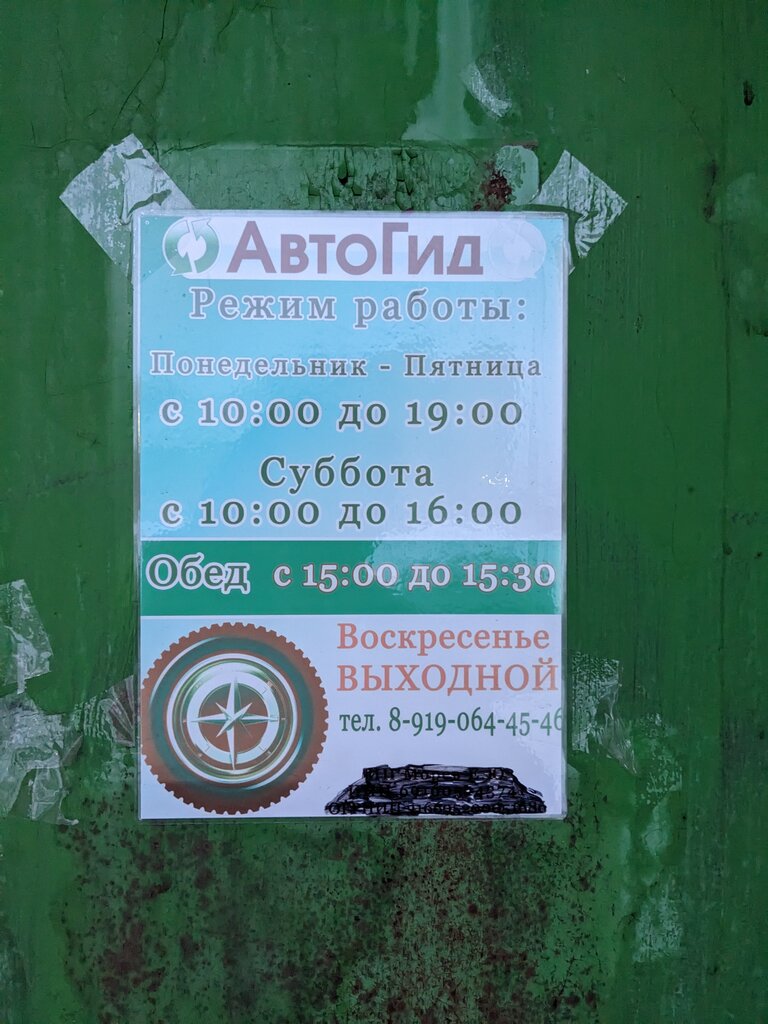 АвтоГид
Режим работы:
Понедельник - Пятница
с 10:00 до 19:00
Суббота
с 10:00 до 16:00
Обед с 15:00 до 15:30
Воскресенье
ВЫХОДНОЙ
тел. 8-919-064-45-46